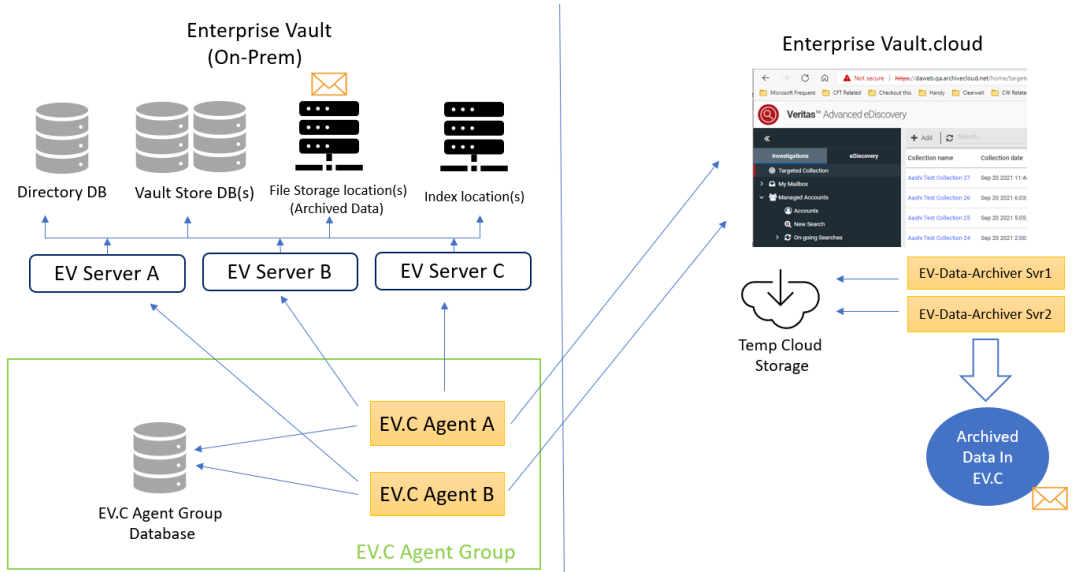 Enterprise Vault
(On-Prem)
Directory DB
Vault Store DB(s)
File Storage location(s)
(Archived Data)
Index location(s)
EV Server A
EV Server B
EV Server C
EV.C Agent A
EV.C Agent B
EV.C Agent Group
Database
EV.C Agent Group
Enterprise Vault.cloud
Not secure | https://daweb.qa.archivecloud.net/home/targete
Microsoft Frequent
CFT Related
Checkout this
Handy
Clearwell
CW Relate
Veritas™ Advanced eDiscovery
Investigations
eDiscovery
Targeted Collection
My Mailbox
Managed Accounts
Accounts
New Search
On-going Searches
Add
Search...
Collection name
Collection date
Aashi Test Collection 27
Sep 20 2021 11:44
Aashi Test Collection 26
Sep 20 2021 6:03:
Aashi Test Collection 25
Sep 20 2021 5:05:
Aashi Test Collection 24
Sep 20 2021 2:00:
EV-Data-Archiver Svr1
EV-Data-Archiver Svr2
Temp Cloud
Storage
Archived
Data In
EV.C